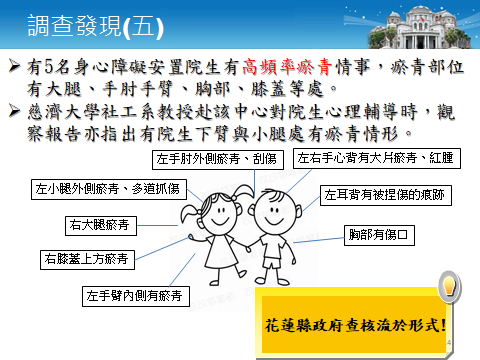 調查發現(五)
有5名身心障礙安置院生有高頻率瘀青情事，瘀青部位
有大腿、手肘手臂、胸部、膝蓋等處。
慈濟大學社工系教授赴該中心對院生心理輔導時，觀
察報告亦指出有院生下臂與小腿處有瘀青情形。
左手肘外側瘀青、刮傷
左右手心背有大片瘀青、紅腫
左小腿外側瘀青、多道抓傷
左耳背有被捏傷的痕跡
右大腿瘀青
胸部有傷口
右膝蓋上方瘀青
左手臂內側有瘀青
花蓮縣政府查核流於形式!